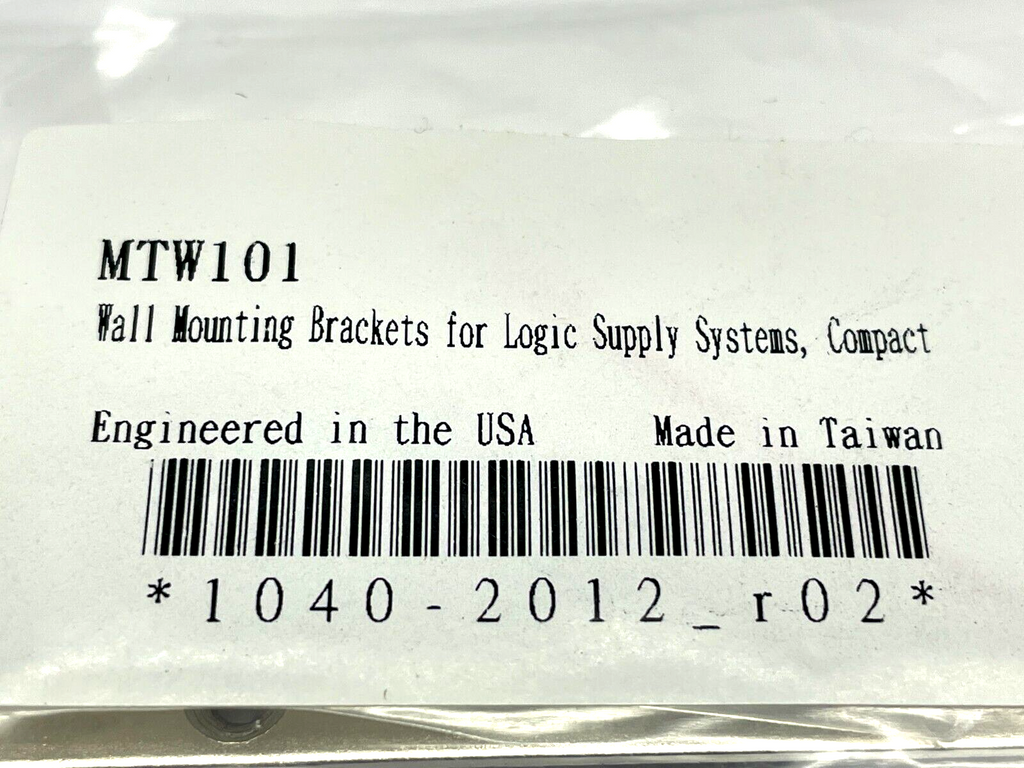 MTW101
Wall Mounting Brackets for Logic Supply Systems, Compact
Engineered in the USA Made in Taiwan
*1040-2012_r02*